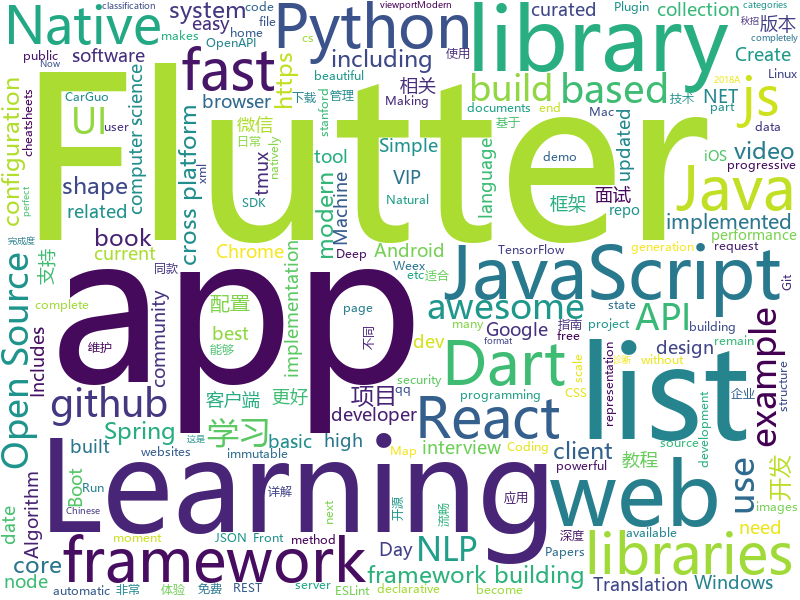 Native
system
Python
library
easy
curated
collection
版本
makes
code
file
Plugin
categories
classification
viewportModern
秋招
completely
public
OpenAPI
beautiful
software
fast
including
Create
2018A
Linux
Now
cheatsheets
CarGuo
https
相关
build
based
NET
技术
Mac
下载
管理
Making
documents
基于
part
configuration
UI
user
browser
微信
日常
stanford
js
data
Flutter
computer science
home
tool
Simple
end
progressive
shape
tmux
language
updated
demo
iOS
video
natively
perfect
related
cross platform
xml
modern
Machine
VIP
Natural
框架
面试
repo
Java
implemented
book
SDK
Deep
Android
TensorFlow
performance
完成度
current
Chrome
Weex
generation
request
Open Source
支持
同款
app
etc
适合
JavaScript
Git
complete
community
配置
implementation
awesome
state
many
building
维护
best
能够
不同
Google
指南
project
API
example
Includes
客户端
更好
dev
Dart
free
design
page
format
github
项目
qq
scale
without
remain
developer
security
CSS
诊断
企业
list
Spring
学习
basic
high
React
programming
representation
structure
built
这是
interview
Coding
source
client
教程
development
use
开发
websites
immutable
Map
powerful
Algorithm
Boot
Run
详解
Learning
应用
web
available
images
date
Chinese
开源
流畅
next
need
core
moment
JSON
Front
method
Day
NLP
深度
Papers
libraries
node
framework
framework building
automatic
非常
体验
免费
REST
server
ESLint
declarative
become
Translation
Windows
cs
使用